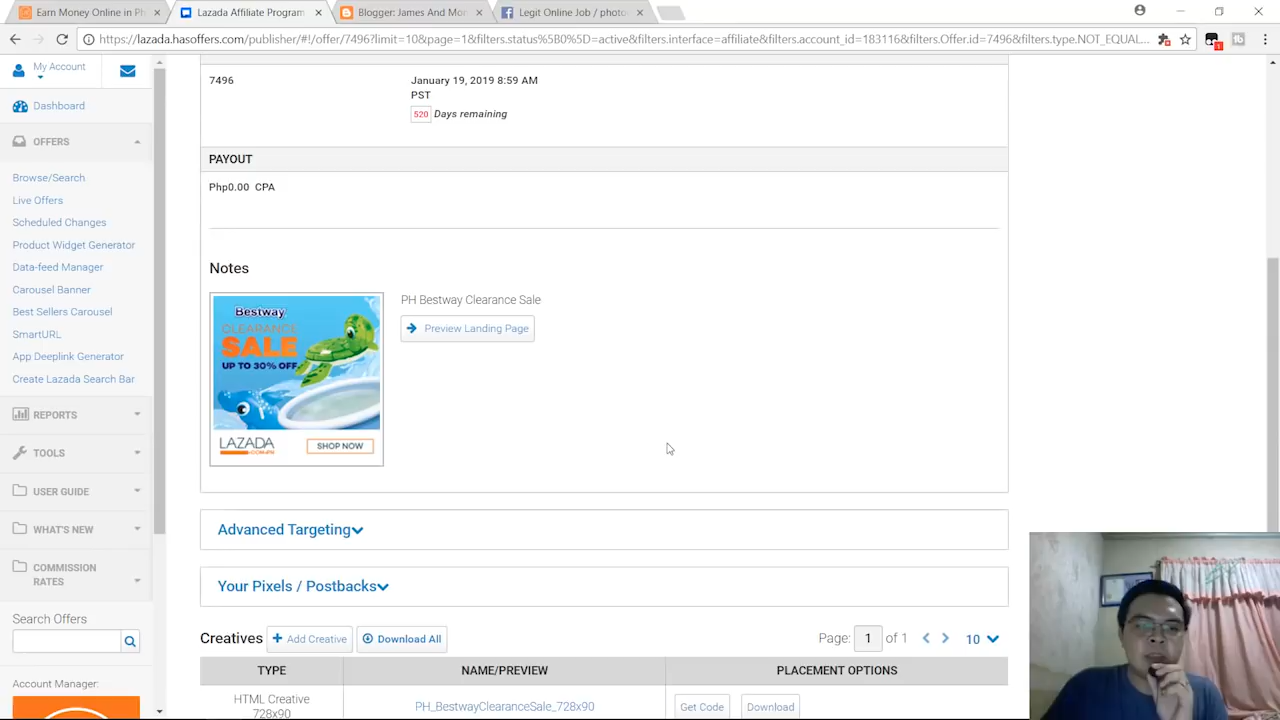 Earn Money Online in Ph
Lazada Affiliate Program
Blogger: James And Mor
Legit Online Job / photo
https://lazada.hasoffers.com/publisher/#!/offer/7496?limit=10&page=1&filters.status%5B0%5D=active&filters.interface=affiliate&filters.account_id=183116&filters.Offer.id=7496&filters.type.NOT_EQUAL...
My Account
Dashboard
OFFERS
Browse/Search
Live Offers
Scheduled Changes
Product Widget Generator
Data-feed Manager
Carousel Banner
Best Sellers Carousel
SmartURL
App Deeplink Generator
Create Lazada Search Bar
REPORTS
TOOLS
USER GUIDE
WHAT'S NEW
COMMISSION
RATES
Search Offers
Account Manager:
7496
January 19, 2019 8:59 AM
PST
520 Days remaining
PAYOUT
Php0.00 CPA
Notes
Bestway
CLEARANCE
SALE
UP TO 30% OFF
LAZADA
.COM.PH
SHOP NOW
PH Bestway Clearance Sale
Preview Landing Page
Advanced Targeting
Your Pixels / Postbacks
Creatives
Add Creative
Download All
Page: 1 of 1
10
TYPE
NAME/PREVIEW
PLACEMENT OPTIONS
HTML Creative
728x90
PH_BestwayClearanceSale_728x90
Get Code
Download